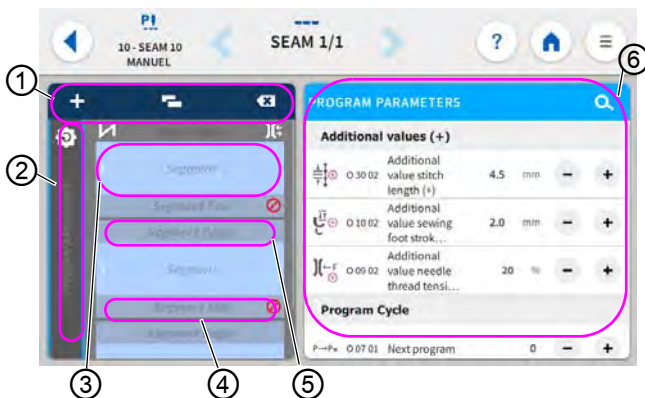 P!
10 - SEAM 10
MANUEL
SEAM 1/1
?
1
6
PROGRAM PARAMETERS
Additional values (+)
2
Segment
Additional
O 30 02 value stitch 4.5 mm - +
length (+)
Additional
O 10 02 value sewing 2.0 mm - +
foot strok...
Segment
Additional
O 09 02 value needle 20 % - +
thread tensi...
Program Cycle
O 07 01 Next program 0 - +
3
4
5